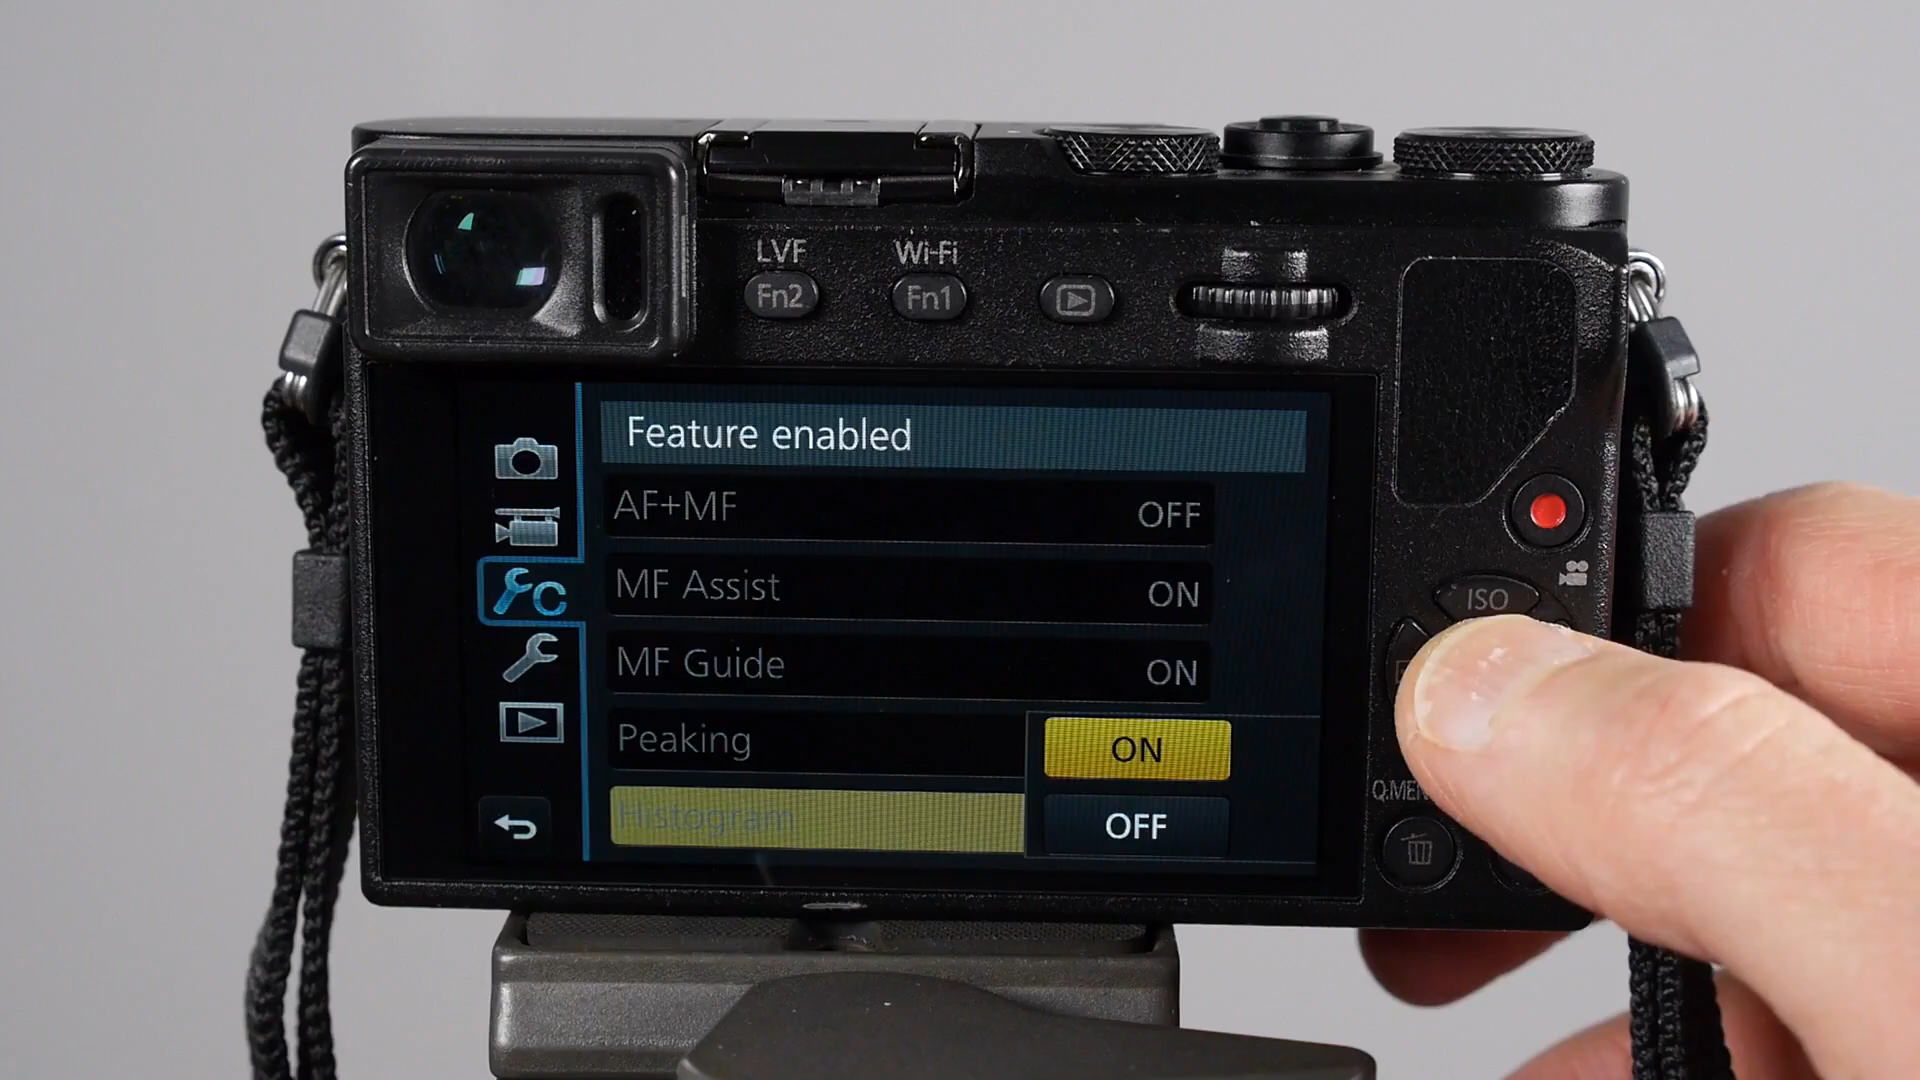 LVF
Fn2
Wi-Fi
Fn1
Feature enabled
AF+MF OFF
MF Assist ON
MF Guide ON
Peaking ON
Histogram OFF
ISO
Q.MEN